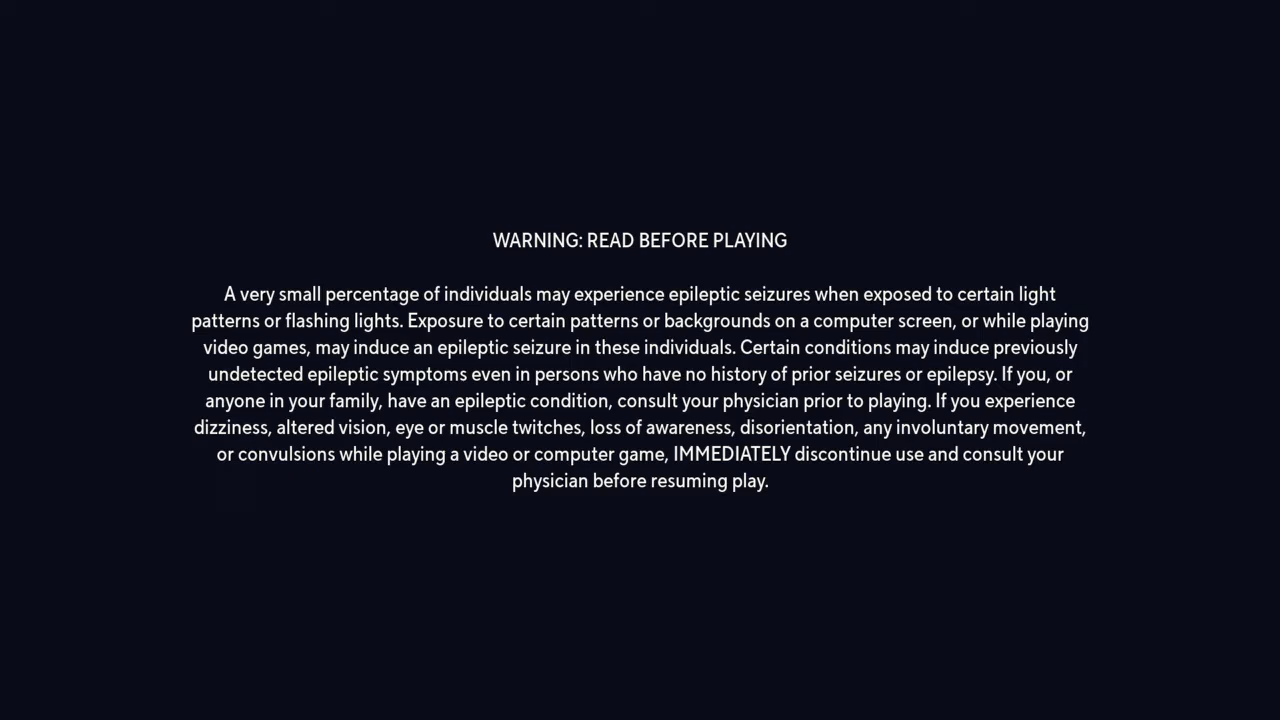 WARNING: READ BEFORE PLAYING
A very small percentage of individuals may experience epileptic seizures when exposed to certain light
patterns or flashing lights. Exposure to certain patterns or backgrounds on a computer screen, or while playing
video games, may induce an epileptic seizure in these individuals. Certain conditions may induce previously
undetected epileptic symptoms even in persons who have no history of prior seizures or epilepsy. If you, or
anyone in your family, have an epileptic condition, consult your physician prior to playing. If you experience
dizziness, altered vision, eye or muscle twitches, loss of awareness, disorientation, any involuntary movement,
or convulsions while playing a video or computer game, IMMEDIATELY discontinue use and consult your
physician before resuming play.